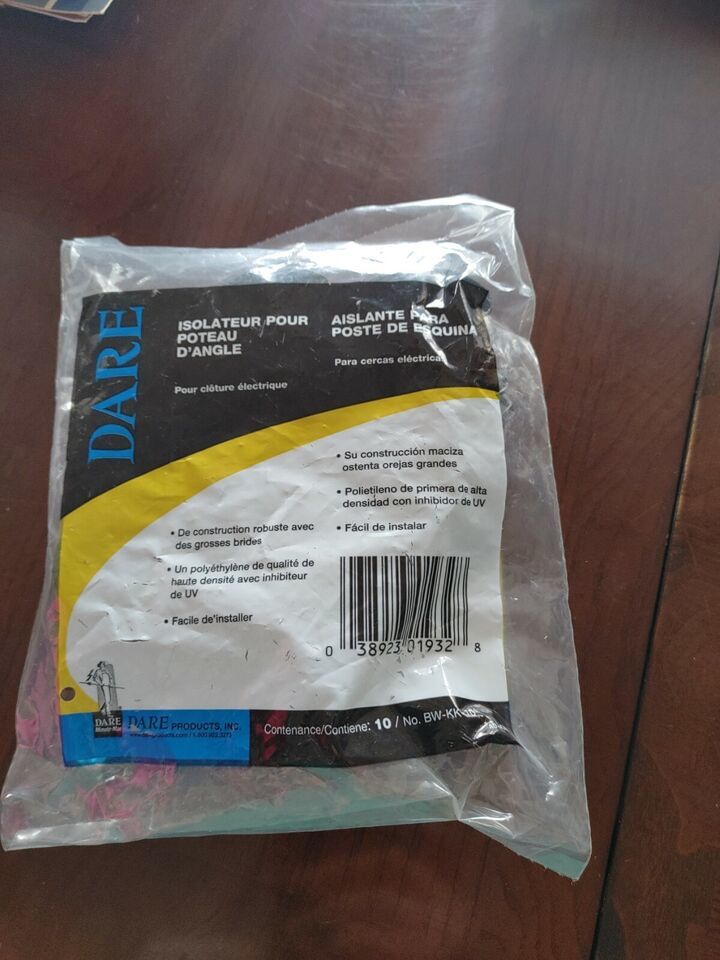 DARE
ISOLATEUR POUR
POTEAU
D'ANGLE
Pour clôture électrique
AISLANTE PARA
POSTE DE ESQUINA
Para cercas eléctricas
• Su construcción maciza
ostenta orejas grandes
• Polietileno de primera de alta
densidad con inhibidor de UV
• Fácil de instalar
• De construction robuste avec
des grosses brides
• Un polyéthylène de qualité de
haute densité avec inhibiteur
de UV
• Facile de'installer
0 38923 01932 8
DARE
Minute-Man
DARE PRODUCTS, INC.
Contenance/Contiene: 10 / No. BW-KK